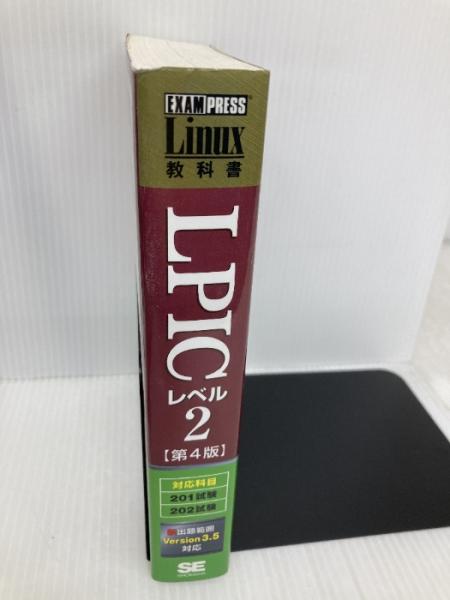 EXAMPRESS
Linux
教科書
LPIC
レベル
2
【第4版】
対応科目
201試験
202試験
出題範囲
Version 3.5
対応
SE
SHOEISHA